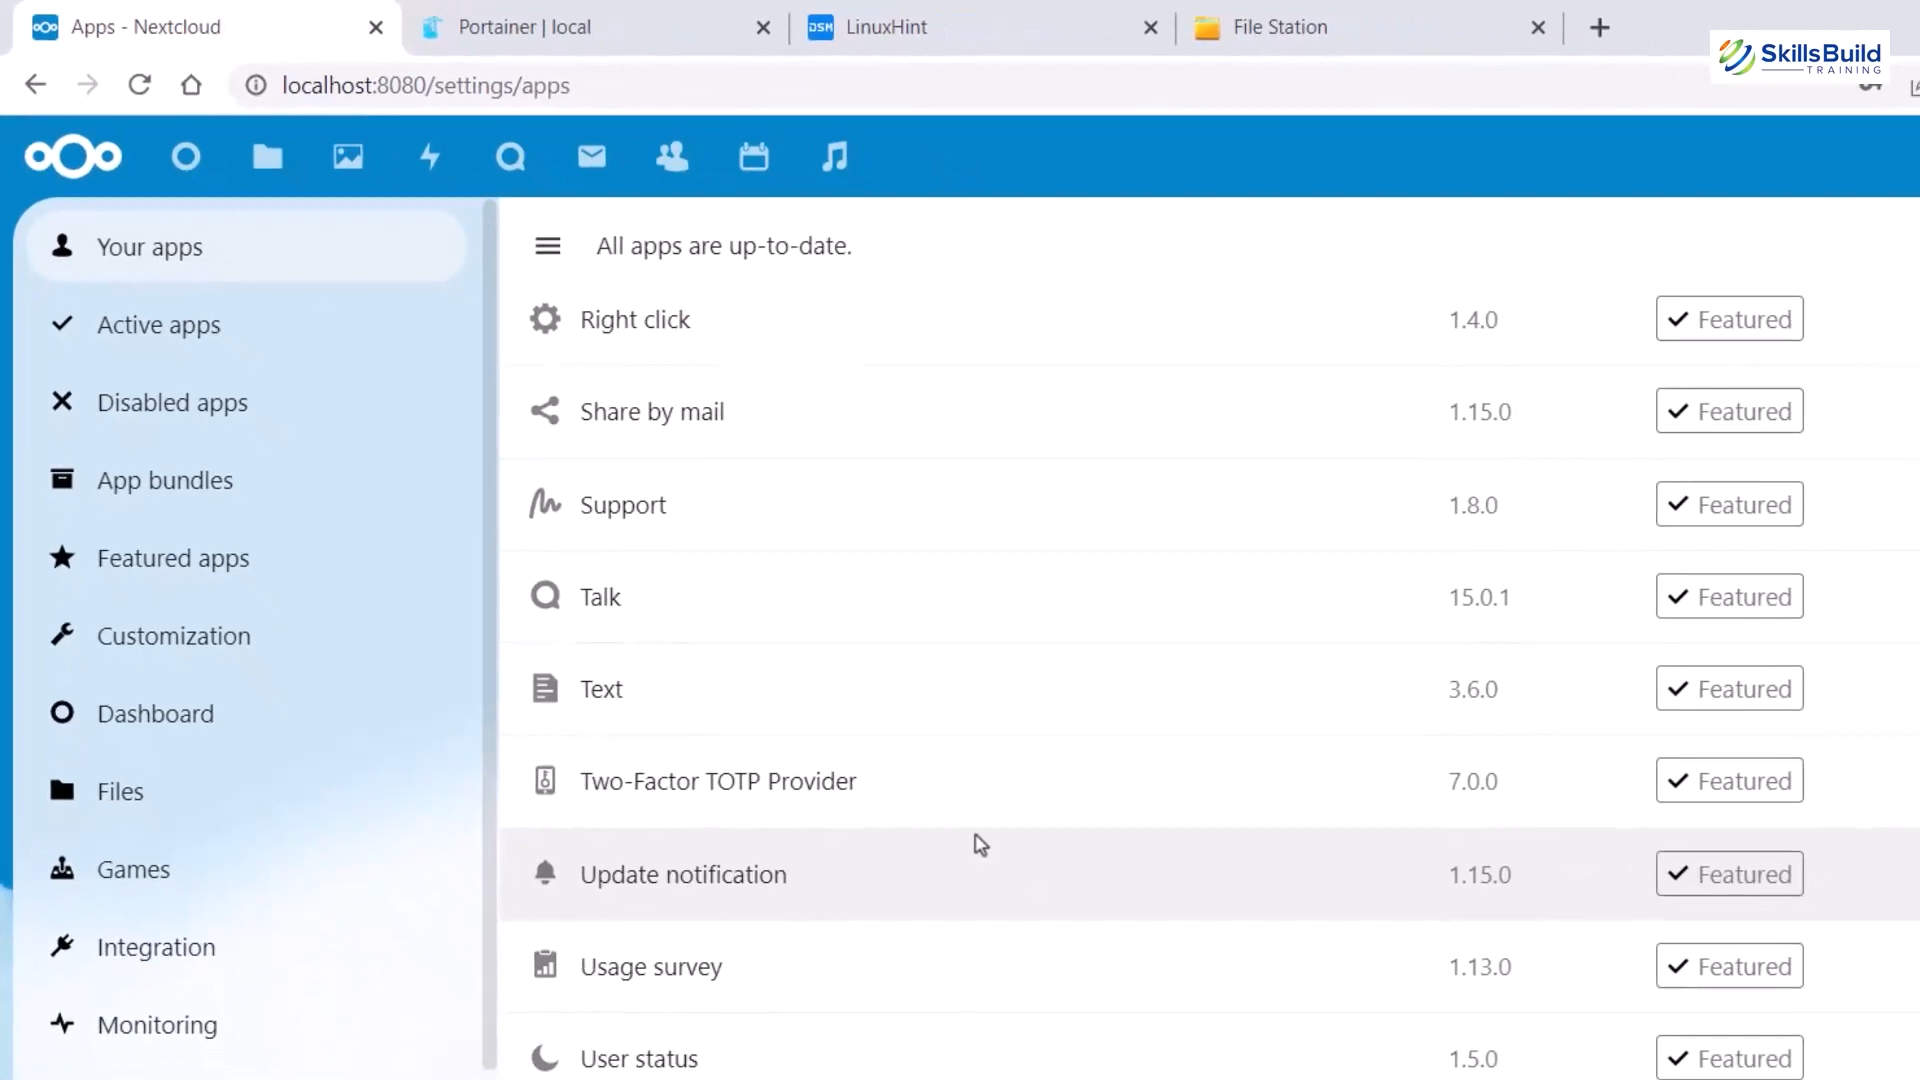 Apps - Nextcloud
Portainer | local
DSM LinuxHint
File Station
SkillsBuild
TRAINING
localhost:8080/settings/apps
Your apps
Active apps
Disabled apps
App bundles
Featured apps
Customization
Dashboard
Files
Games
Integration
Monitoring
All apps are up-to-date.
Right click 1.4.0 Featured
Share by mail 1.15.0 Featured
Support 1.8.0 Featured
Talk 15.0.1 Featured
Text 3.6.0 Featured
Two-Factor TOTP Provider 7.0.0 Featured
Update notification 1.15.0 Featured
Usage survey 1.13.0 Featured
User status 1.5.0 Featured